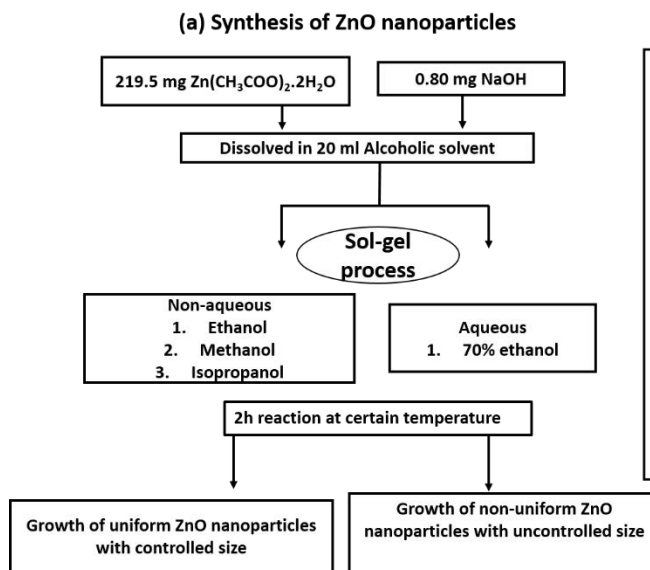 (a) Synthesis of ZnO nanoparticles
219.5 mg Zn(CH₃COO)₂.2H₂O
0.80 mg NaOH
Dissolved in 20 ml Alcoholic solvent
Sol-gel
process
Non-aqueous
1. Ethanol
2. Methanol
3. Isopropanol
Aqueous
1. 70% ethanol
2h reaction at certain temperature
Growth of uniform ZnO nanoparticles
with controlled size
Growth of non-uniform ZnO
nanoparticles with uncontrolled size